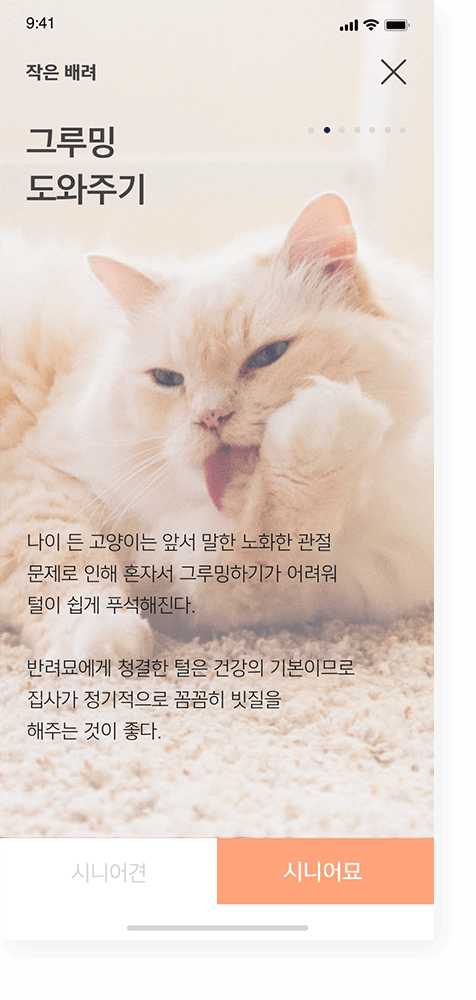 9:41
작은 배려
그루밍
도와주기
나이 든 고양이는 앞서 말한 노화한 관절
문제로 인해 혼자서 그루밍하기가 어려워
털이 쉽게 푸석해진다.
반려묘에게 청결한 털은 건강의 기본이므로
집사가 정기적으로 꼼꼼히 빗질을
해주는 것이 좋다.
시니어견
시니어묘